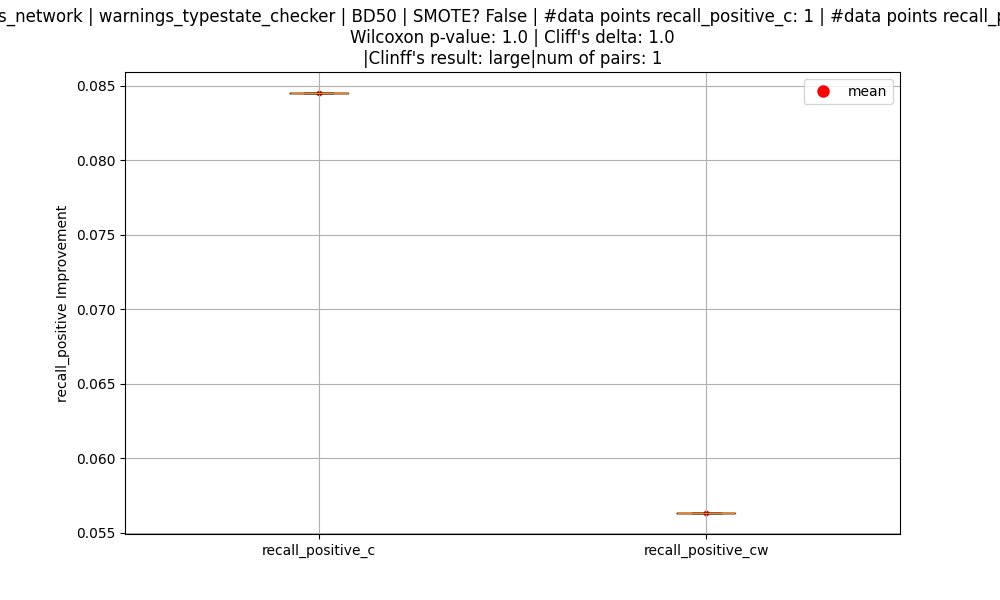 s_network | warnings_typestate_checker | BD50 | SMOTE? False | #data points recall_positive_c: 1 | #data points recall_p
Wilcoxon p-value: 1.0 | Cliff's delta: 1.0
|Clinff's result: large|num of pairs: 1
mean
0.085
0.080
0.075
0.070
0.065
0.060
0.055
recall_positive Improvement
recall_positive_c
recall_positive_cw